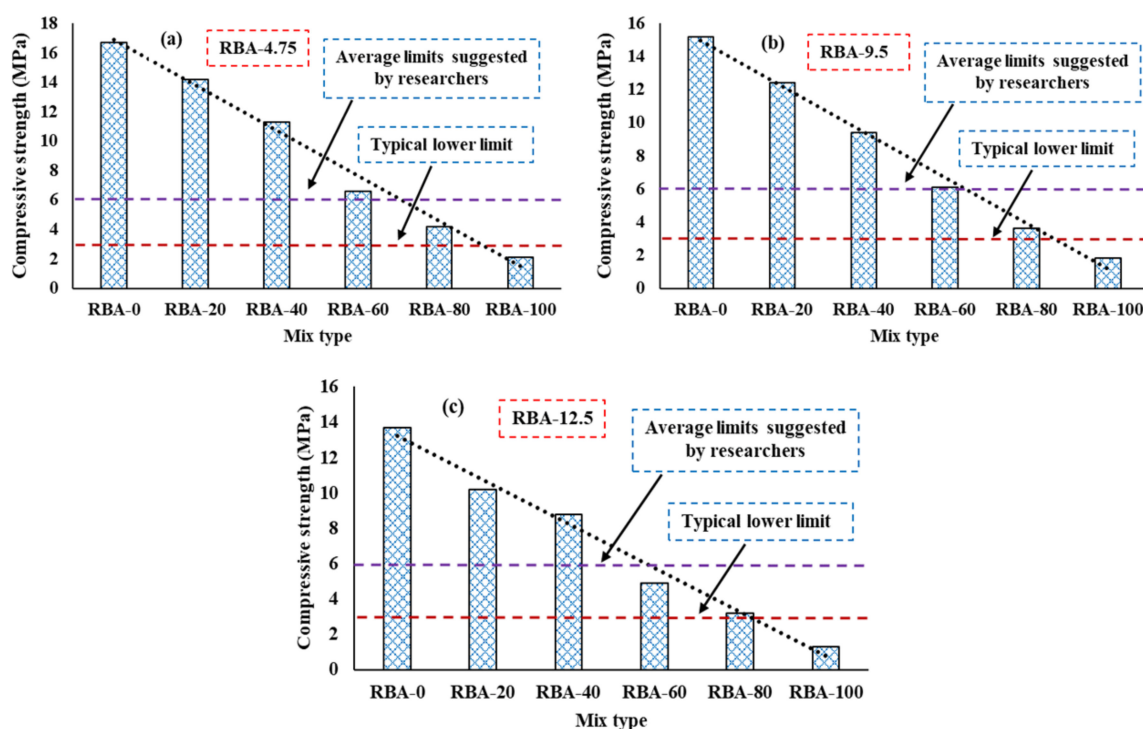 (a)
RBA-4.75
Average limits suggested
by researchers
Typical lower limit
Compressive strength (MPa)
18
16
14
12
10
8
6
4
2
0
RBA-0 RBA-20 RBA-40 RBA-60 RBA-80 RBA-100
Mix type
(b)
RBA-9.5
Average limits suggested
by researchers
Typical lower limit
Compressive strength (MPa)
16
14
12
10
8
6
4
2
0
RBA-0 RBA-20 RBA-40 RBA-60 RBA-80 RBA-100
Mix type
(c)
RBA-12.5
Average limits suggested
by researchers
Typical lower limit
Compressive strength (MPa)
16
14
12
10
8
6
4
2
0
RBA-0 RBA-20 RBA-40 RBA-60 RBA-80 RBA-100
Mix type